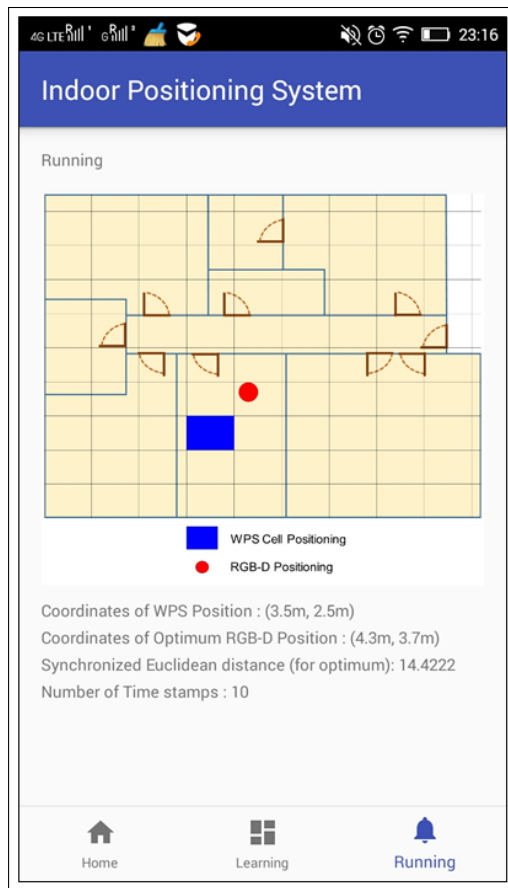 4G LTE 1 G 2 23:16
Indoor Positioning System
Running
WPS Cell Positioning
RGB-D Positioning
Coordinates of WPS Position : (3.5m, 2.5m)
Coordinates of Optimum RGB-D Position : (4.3m, 3.7m)
Synchronized Euclidean distance (for optimum): 14.4222
Number of Time stamps : 10
Home Learning Running